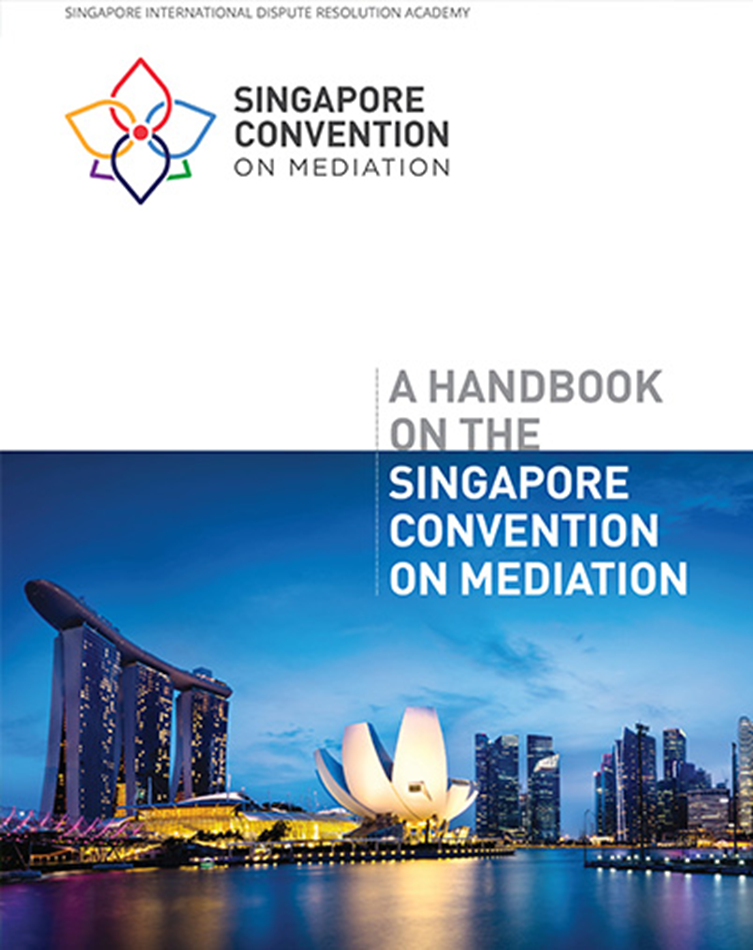 SINGAPORE INTERNATIONAL DISPUTE RESOLUTION ACADEMY
SINGAPORE
CONVENTION
ON MEDIATION
A HANDBOOK
ON THE
SINGAPORE
CONVENTION
ON MEDIATION